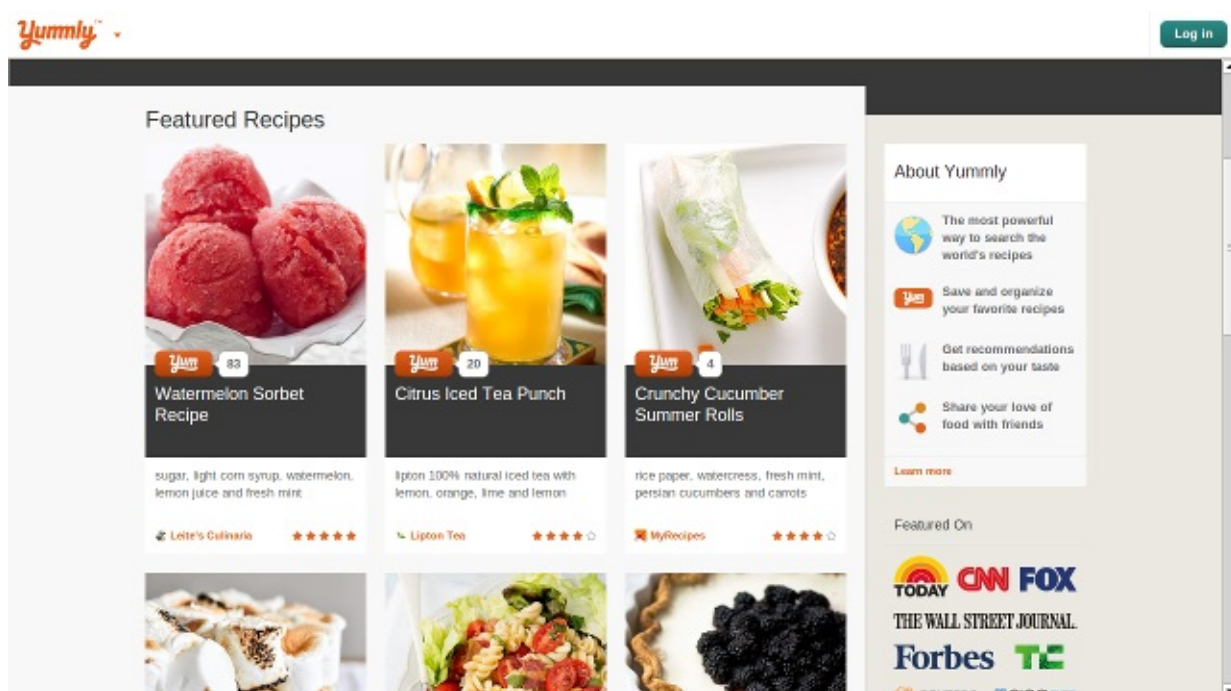 Yummly™
Log in
Featured Recipes
Yum 83
Watermelon Sorbet
Recipe
sugar, light corn syrup, watermelon,
lemon juice and fresh mint
Leite's Culinaria
Yum 20
Citrus Iced Tea Punch
lipton 100% natural iced tea with
lemon, orange, lime and lemon
Lipton Tea
Yum 4
Crunchy Cucumber
Summer Rolls
rice paper, watercress, fresh mint,
persian cucumbers and carrots
MyRecipes
About Yummly
The most powerful
way to search the
world's recipes
Yum
Save and organize
your favorite recipes
Get recommendations
based on your taste
Share your love of
food with friends
Learn more
Featured On
TODAY CNN FOX
THE WALL STREET JOURNAL.
Forbes TC